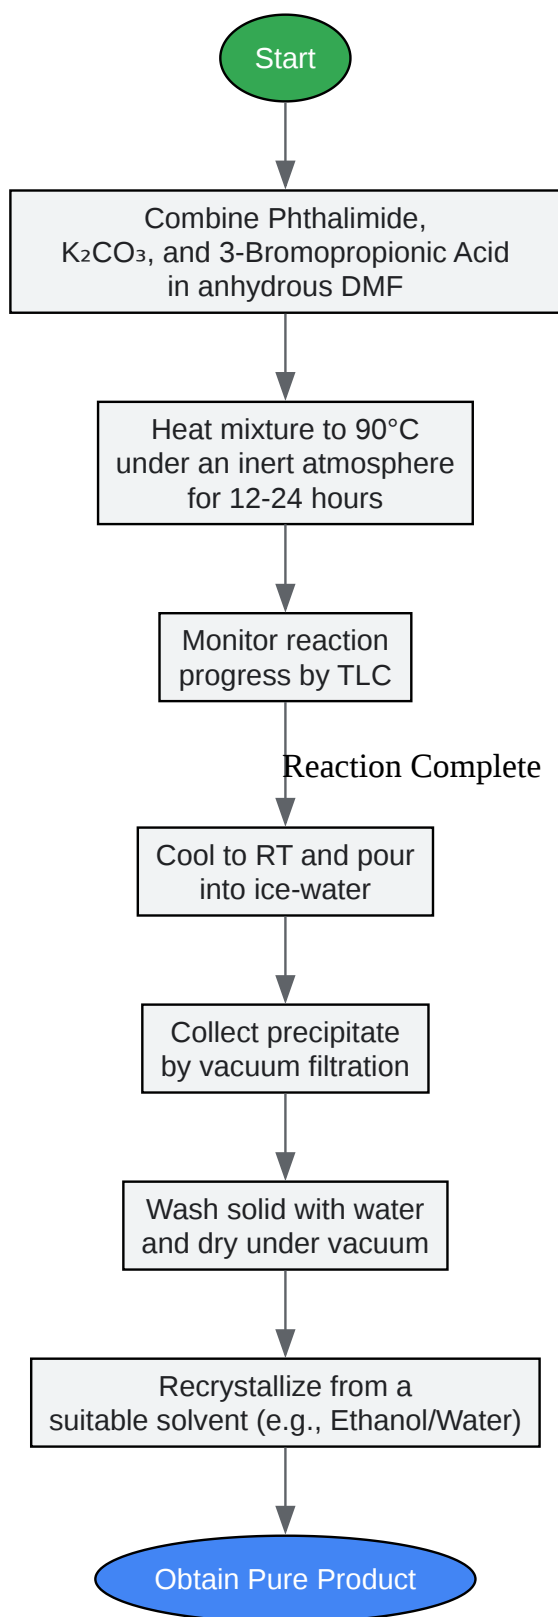 Start
Combine Phthalimide,
K₂CO₃, and 3-Bromopropionic Acid
in anhydrous DMF
Heat mixture to 90°C
under an inert atmosphere
for 12-24 hours
Monitor reaction
progress by TLC
Reaction Complete
Cool to RT and pour
into ice-water
Collect precipitate
by vacuum filtration
Wash solid with water
and dry under vacuum
Recrystallize from a
suitable solvent (e.g., Ethanol/Water)
Obtain Pure Product